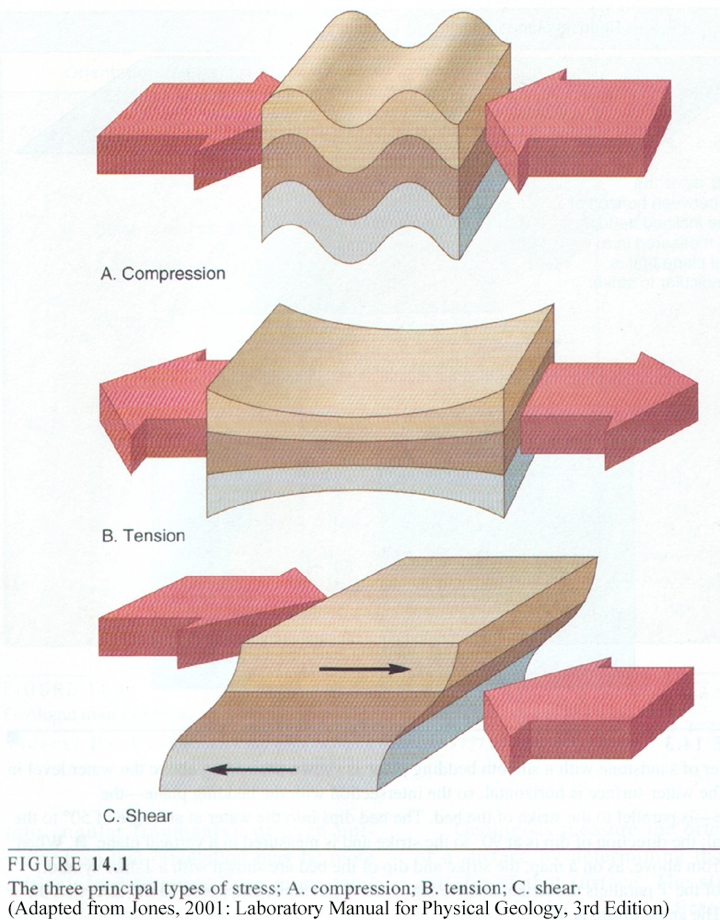 A. Compression
B. Tension
C. Shear
FIGURE 14.1
The three principal types of stress; A. compression; B. tension; C. shear.
(Adapted from Jones, 2001: Laboratory Manual for Physical Geology, 3rd Edition)